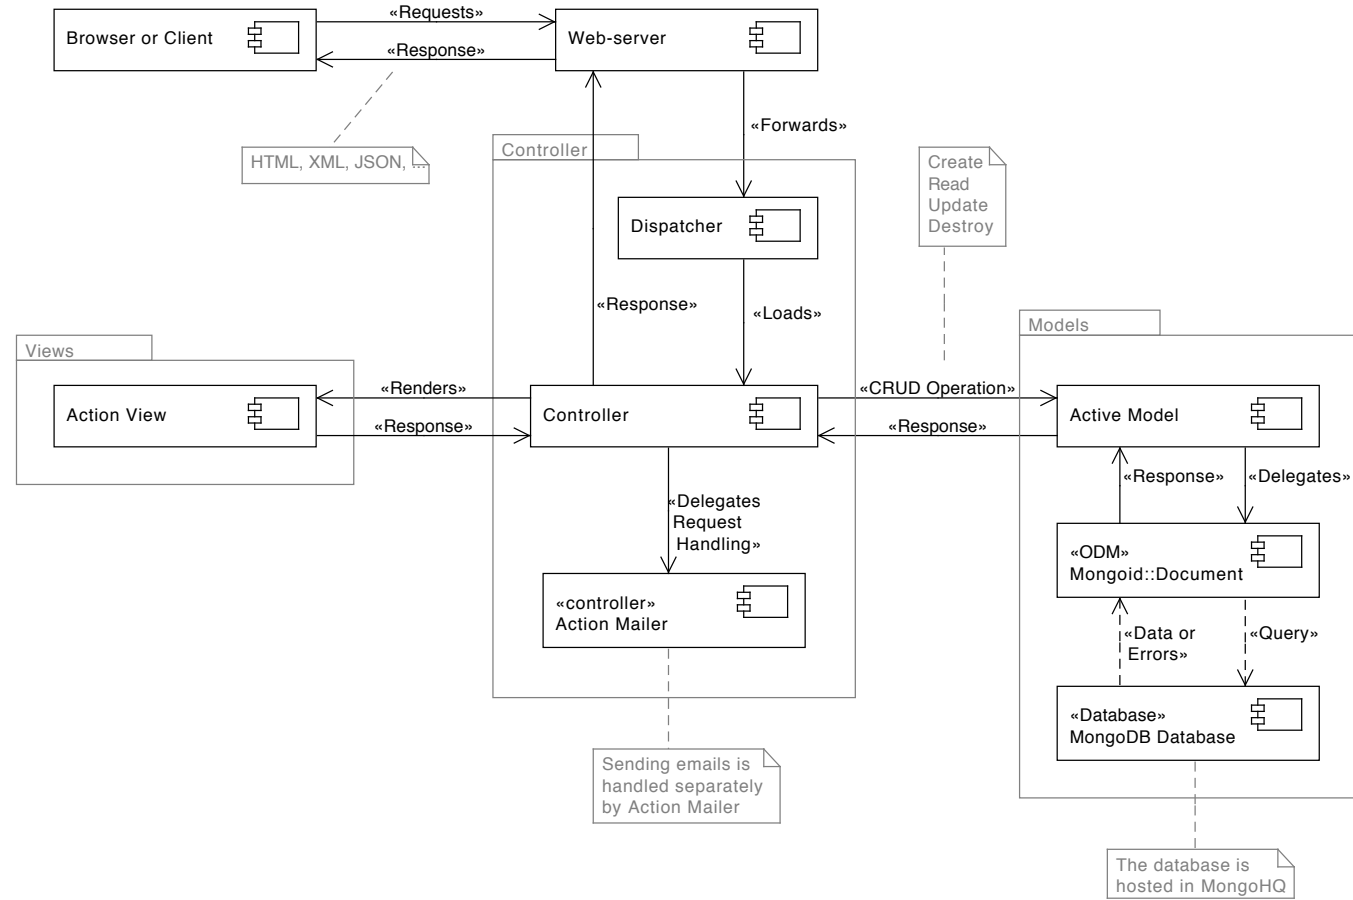 «Requests»
Browser or Client
Web-server
«Response»
«Forwards»
HTML, XML, JSON, ...
Controller
Create
Read
Update
Destroy
Dispatcher
«Response»
«Loads»
Models
Views
«Renders»
«CRUD Operation»
Action View
Controller
Active Model
«Response»
«Response»
«Response»
«Delegates»
«Delegates
Request
Handling»
«ODM»
Mongoid::Document
«controller»
Action Mailer
«Data or
Errors»
«Query»
«Database»
MongoDB Database
Sending emails is
handled separately
by Action Mailer
The database is
hosted in MongoHQ